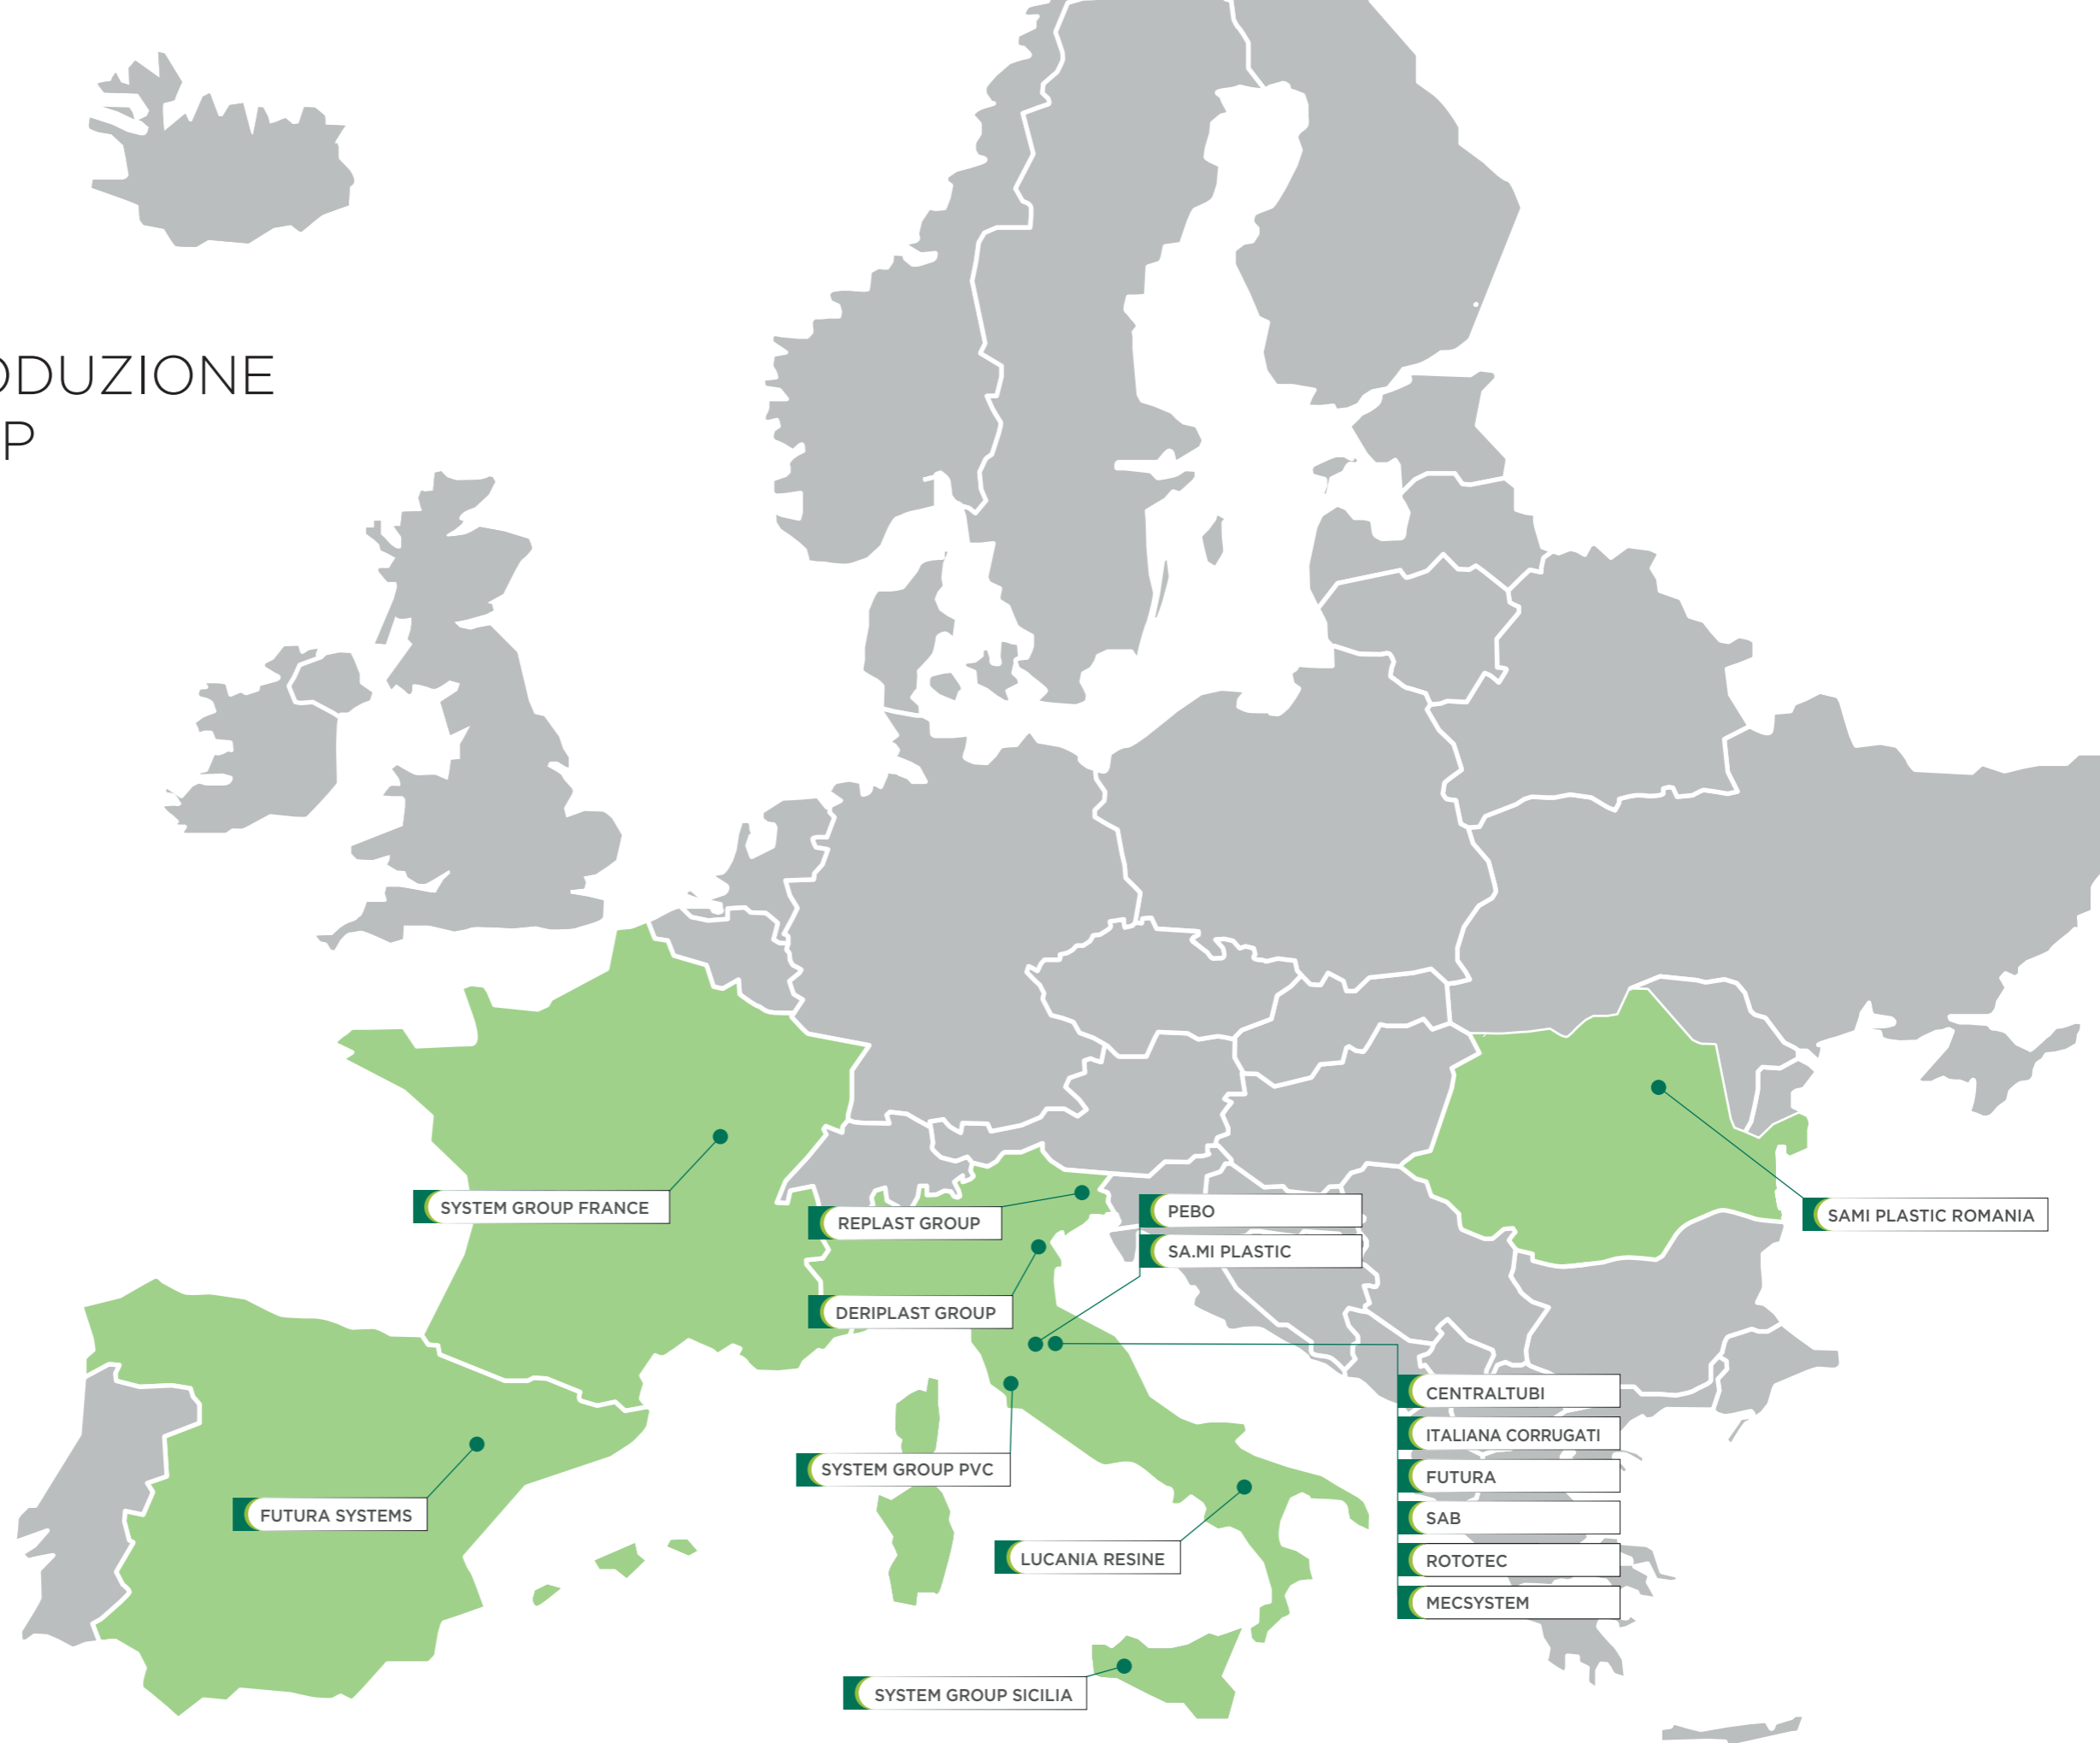 ODUZIONE
P
SYSTEM GROUP FRANCE
REPLAST GROUP
PEBO
SA.MI PLASTIC
SAMI PLASTIC ROMANIA
DERIPLAST GROUP
CENTRALTUBI
ITALIANA CORRUGATI
FUTURA
SAB
ROTOTEC
MECSYSTEM
SYSTEM GROUP PVC
FUTURA SYSTEMS
LUCANIA RESINE
SYSTEM GROUP SICILIA